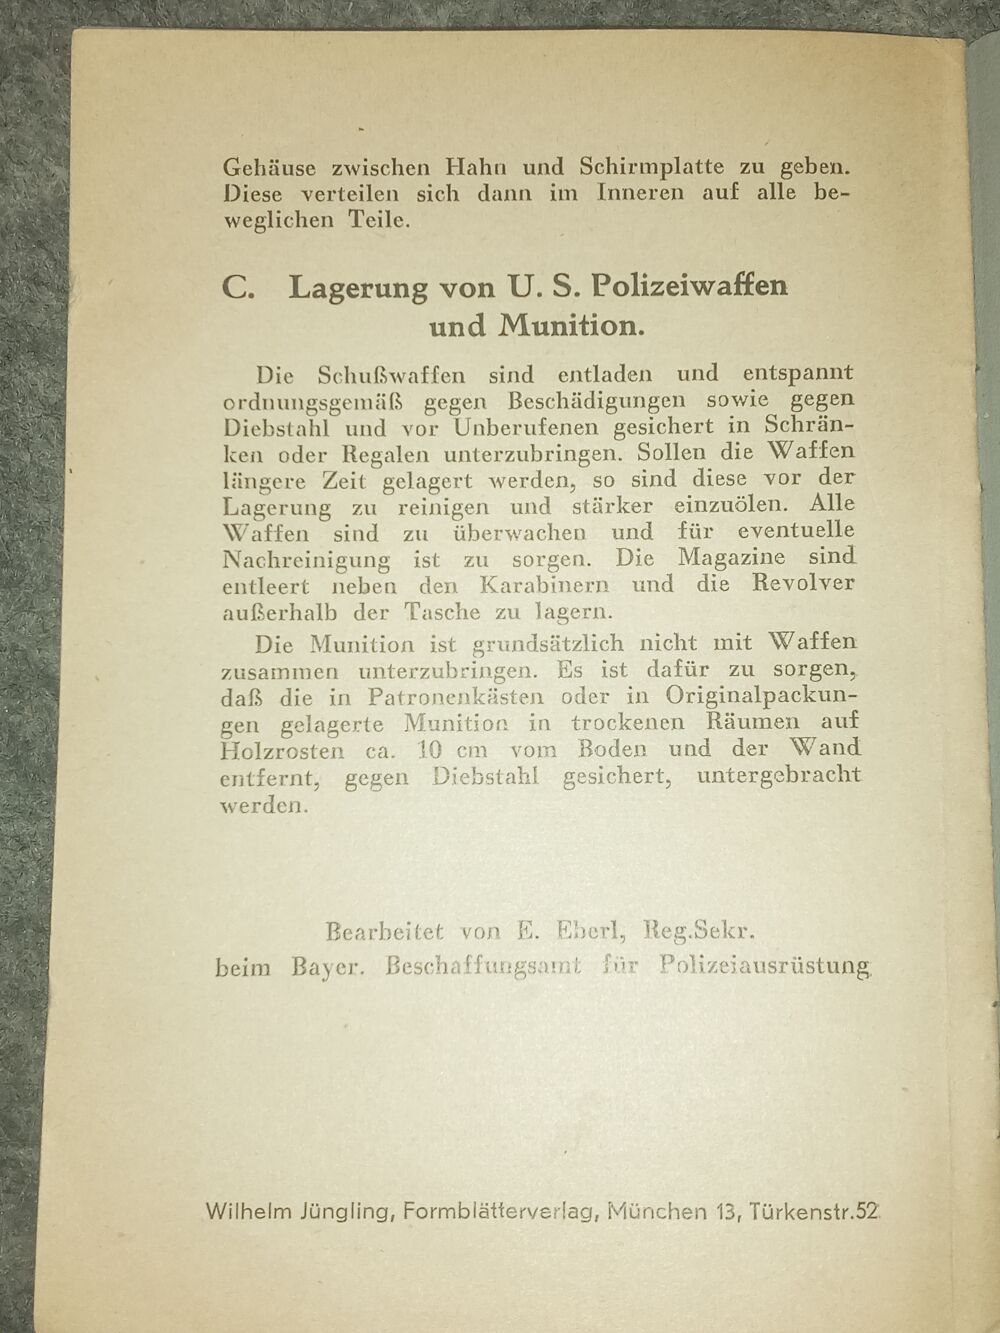 Gehäuse zwischen Hahn und Schirmplatte zu geben.
Diese verteilen sich dann im Inneren auf alle be-
weglichen Teile.
C. Lagerung von U. S. Polizeiwaffen
und Munition.
Die Schußwaffen sind entladen und entspannt
ordnungsgemäß gegen Beschädigungen sowie gegen
Diebstahl und vor Unberufenen gesichert in Schrän-
ken oder Regalen unterzubringen. Sollen die Waffen
längere Zeit gelagert werden, so sind diese vor der
Lagerung zu reinigen und stärker einzuölen. Alle
Waffen sind zu überwachen und für eventuelle
Nachreinigung ist zu sorgen. Die Magazine sind
entleert neben den Karabinern und die Revolver
außerhalb der Tasche zu lagern.
Die Munition ist grundsätzlich nicht mit Waffen
zusammen unterzubringen. Es ist dafür zu sorgen,
daß die in Patronenkästen oder in Originalpackun-
gen gelagerte Munition in trockenen Räumen auf
Holzrosten ca. 10 cm vom Boden und der Wand
entfernt, gegen Diebstahl gesichert, untergebracht
werden.
Bearbeitet von E. Eberl, Reg.Sekr.
beim Bayer. Beschaffungsamt für Polizeiausrüstung
Wilhelm Jüngling, Formblätterverlag, München 13, Türkenstr.52.